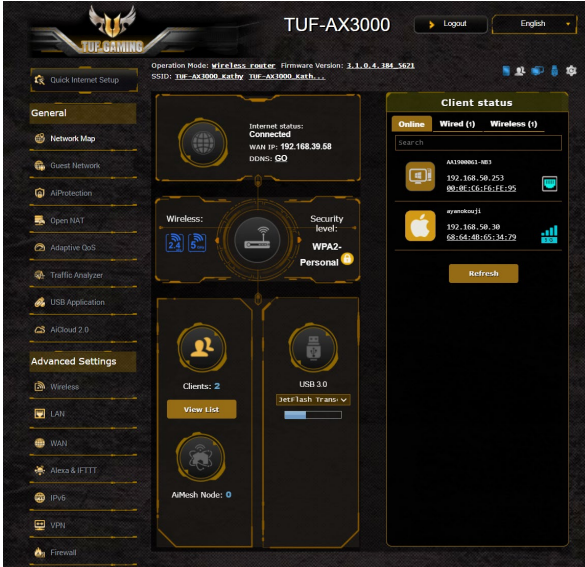 TUF GAMING
TUF-AX3000
Logout
English
Operation Mode: Wireless router Firmware Version: 3.0.0.4.384_5621
SSID: TUF-AX3000_Kathy TUF-AX3000_Kath...
Quick Internet Setup
General
Network Map
Guest Network
AiProtection
Open NAT
Adaptive QoS
Traffic Analyzer
USB Application
AiCloud 2.0
Advanced Settings
Wireless
LAN
WAN
Alexa & IFTTT
IPv6
VPN
Firewall
Internet status:
Connected
WAN IP: 192.168.39.58
DDNS: GO
Wireless:
2.4
5
Security
level:
WPA2-
Personal
Clients: 2
View List
AiMesh Node: 0
USB 3.0
JetFlash Trans
Client status
Online Wired (1) Wireless (1)
Search
AA1900061-NB3
192.168.50.253
00:0E:C6:F6:FE:95
ayanokouji
192.168.50.30
68:64:4B:65:34:79
5 G
Refresh